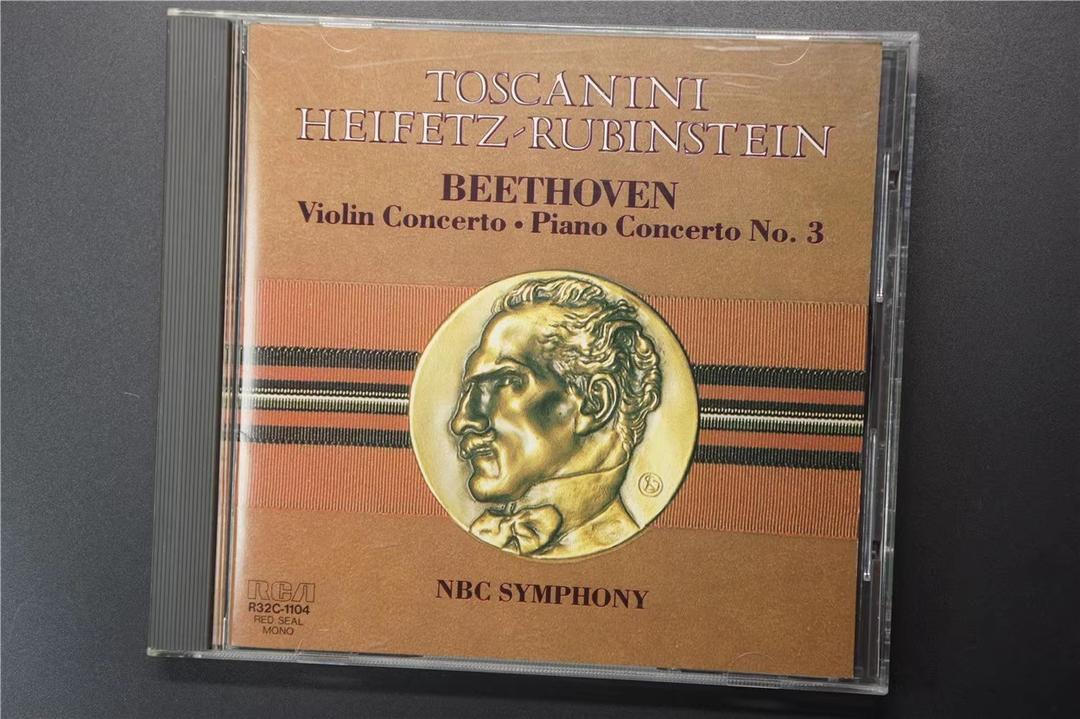 TOSCANINI
HEIFETZ-RUBINSTEIN
BEETHOVEN
Violin Concerto • Piano Concerto No. 3
NBC SYMPHONY
RCA
R32C-1104
RED SEAL
MONO